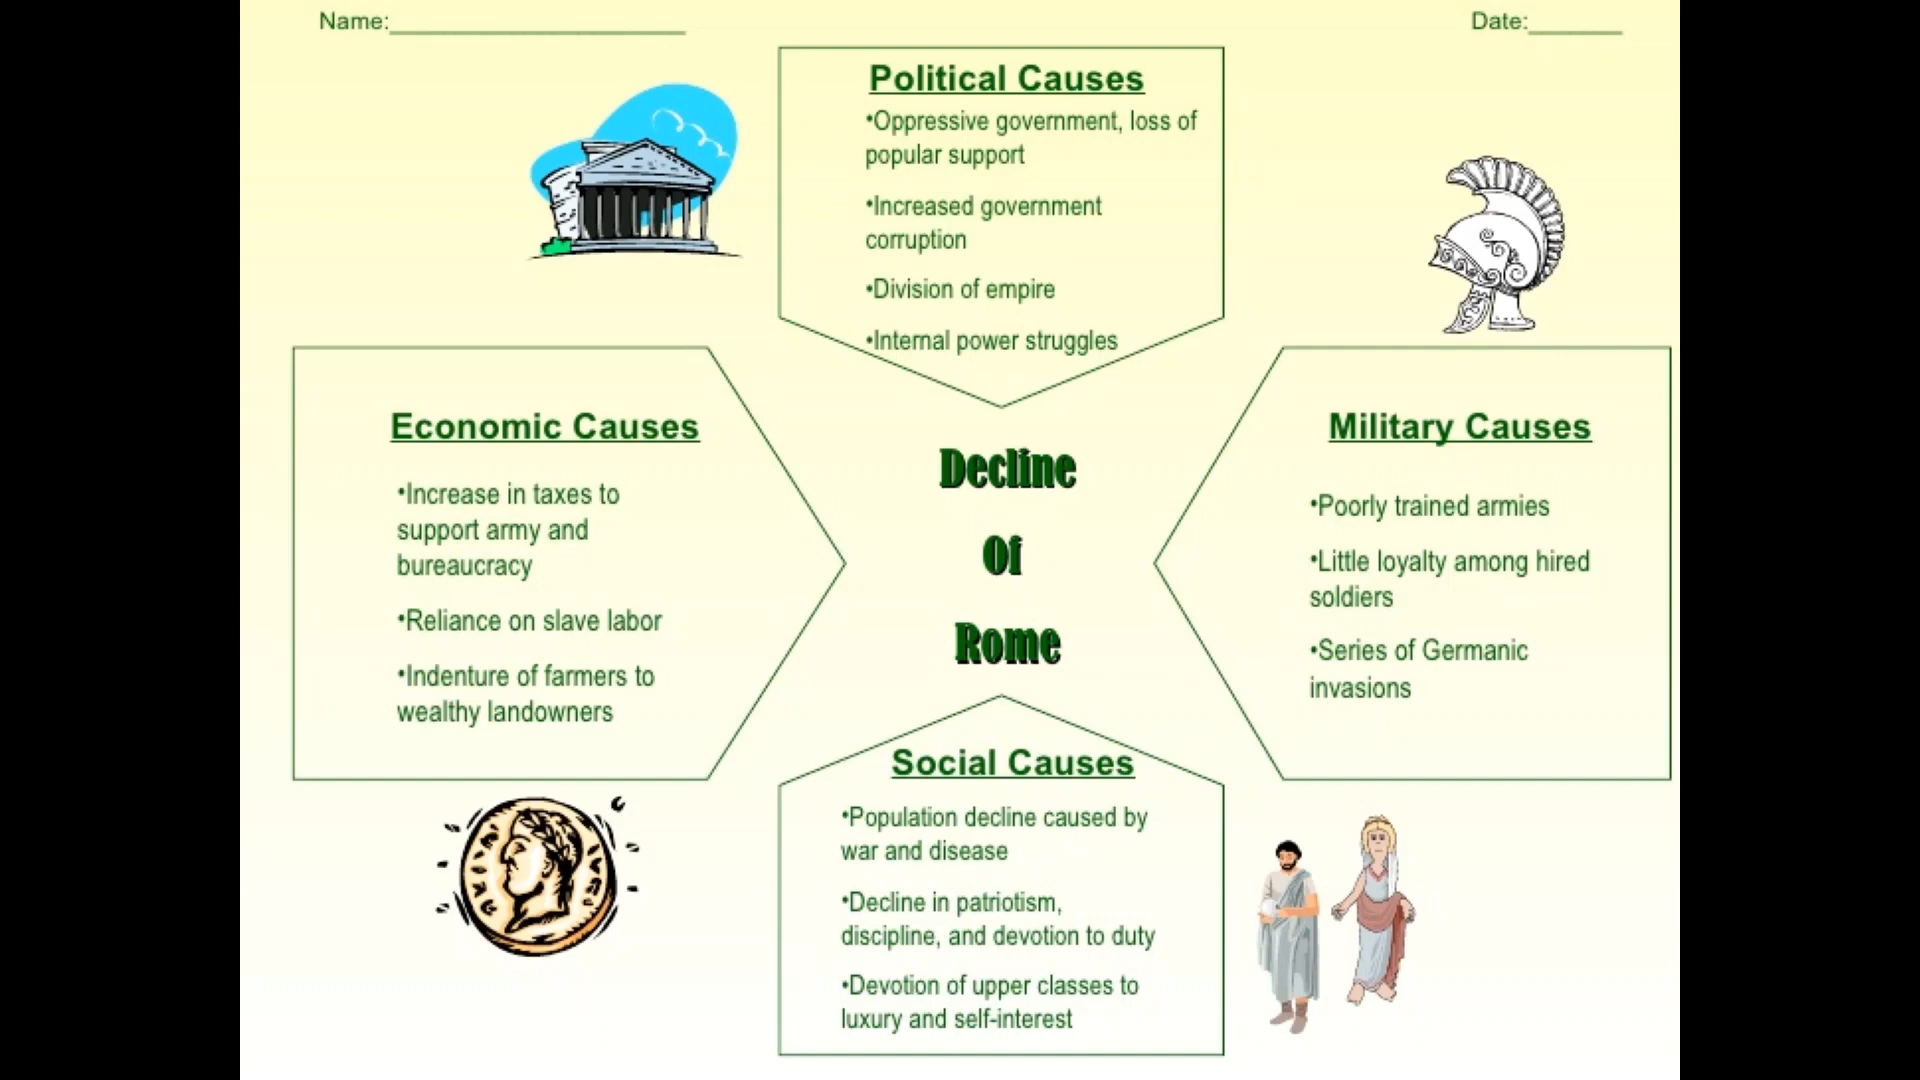 Name:______________________
Date:_______
Political Causes
•Oppressive government, loss of
popular support
•Increased government
corruption
•Division of empire
•Internal power struggles
Economic Causes
•Increase in taxes to
support army and
bureaucracy
•Reliance on slave labor
•Indenture of farmers to
wealthy landowners
Decline
Of
Rome
Military Causes
•Poorly trained armies
•Little loyalty among hired
soldiers
•Series of Germanic
invasions
Social Causes
•Population decline caused by
war and disease
•Decline in patriotism,
discipline, and devotion to duty
•Devotion of upper classes to
luxury and self-interest